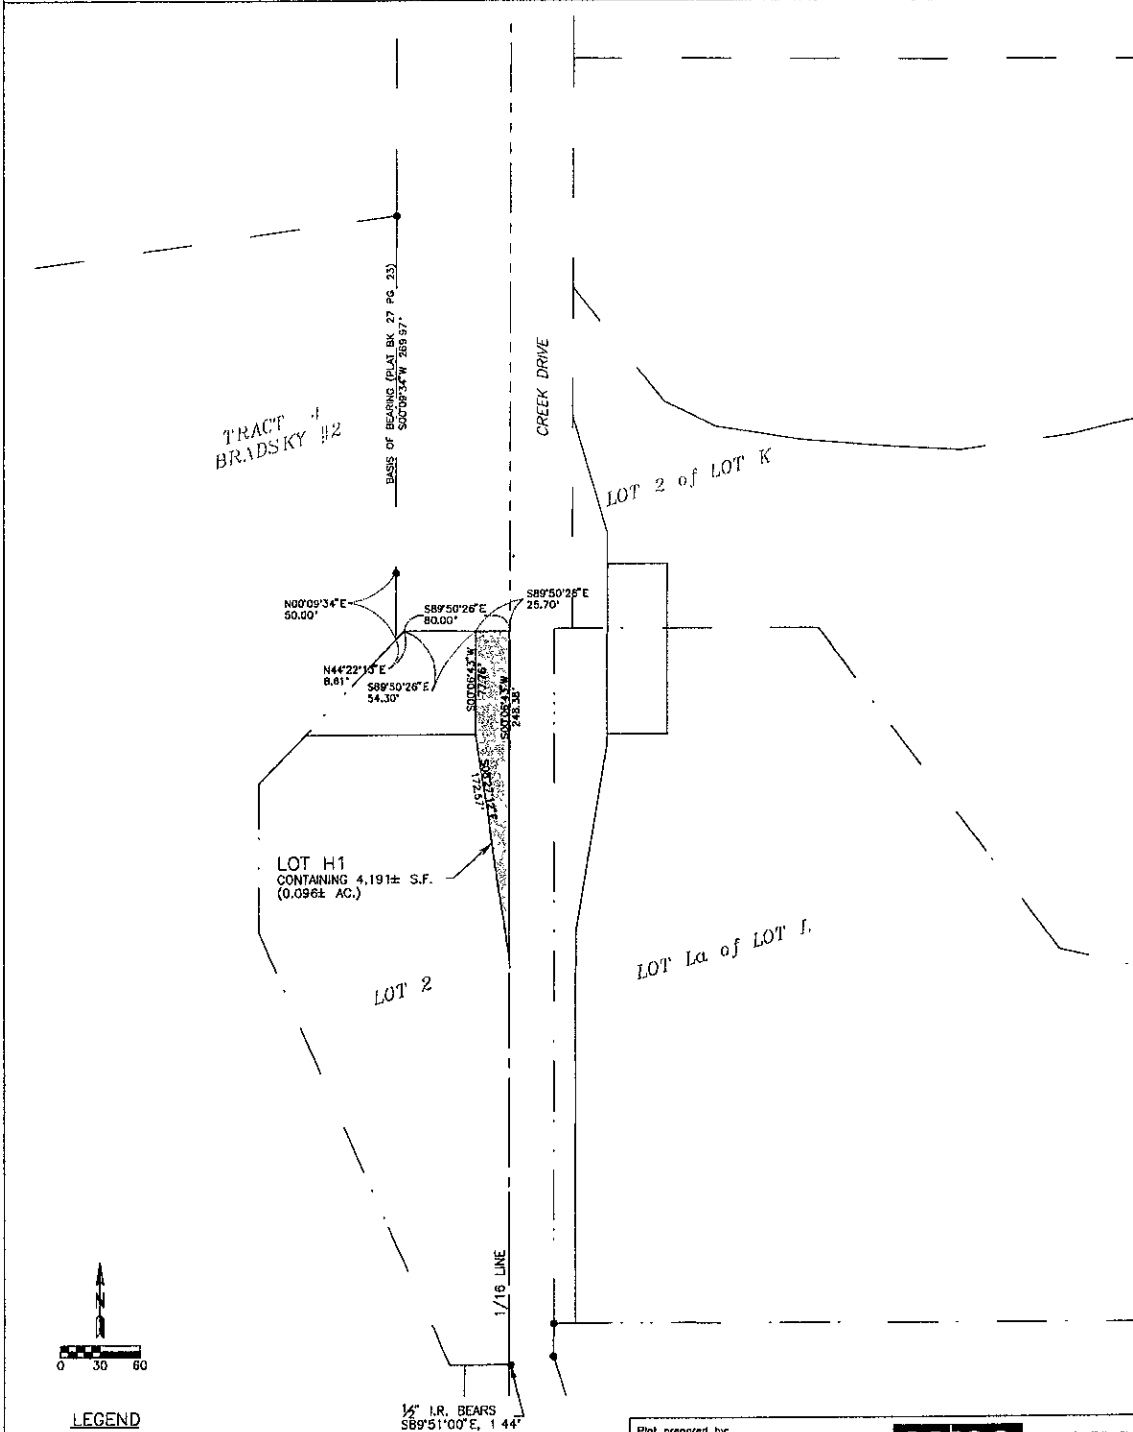 BASIS OF BEARING (PLAT BK 27 PG 23)
S00°09'34"W 269.97'
CREEK DRIVE
TRACT
BRADSKY #2
LOT 2 of LOT K
N00°09'34"E
50.00'
S89°50'26"E
80.00'
S89°50'26"E
25.70'
N44°22'13"E
8.61'
S89°50'26"E
54.30'
S00°06'43"W
77.76'
S00°06'43"W
248.38'
172.57'
LOT H1
CONTAINING 4,191± S.F.
(0.096± AC.)
LOT 2
LOT La of LOT L
1/16 LINE
N
0 30 60
LEGEND
½" I.R. BEARS
S89°51'00"E, 1.44'
Plat prepared by: